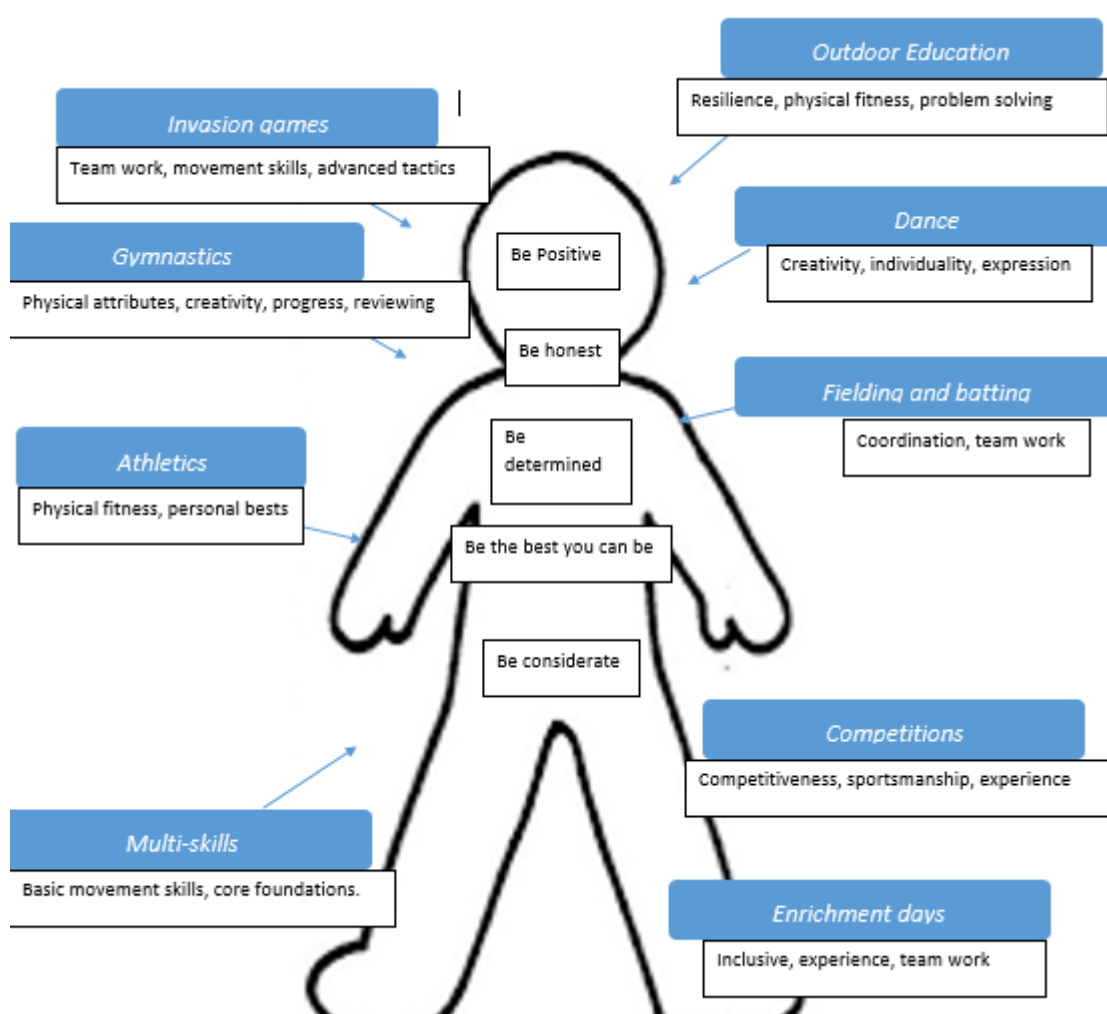 Outdoor Education
Resilience, physical fitness, problem solving
Invasion games
Team work, movement skills, advanced tactics
Dance
Creativity, individuality, expression
Gymnastics
Physical attributes, creativity, progress, reviewing
Be Positive
Be honest
Fielding and batting
Coordination, team work
Be
determined
Athletics
Physical fitness, personal bests
Be the best you can be
Be considerate
Competitions
Competitiveness, sportsmanship, experience
Multi-skills
Basic movement skills, core foundations.
Enrichment days
Inclusive, experience, team work